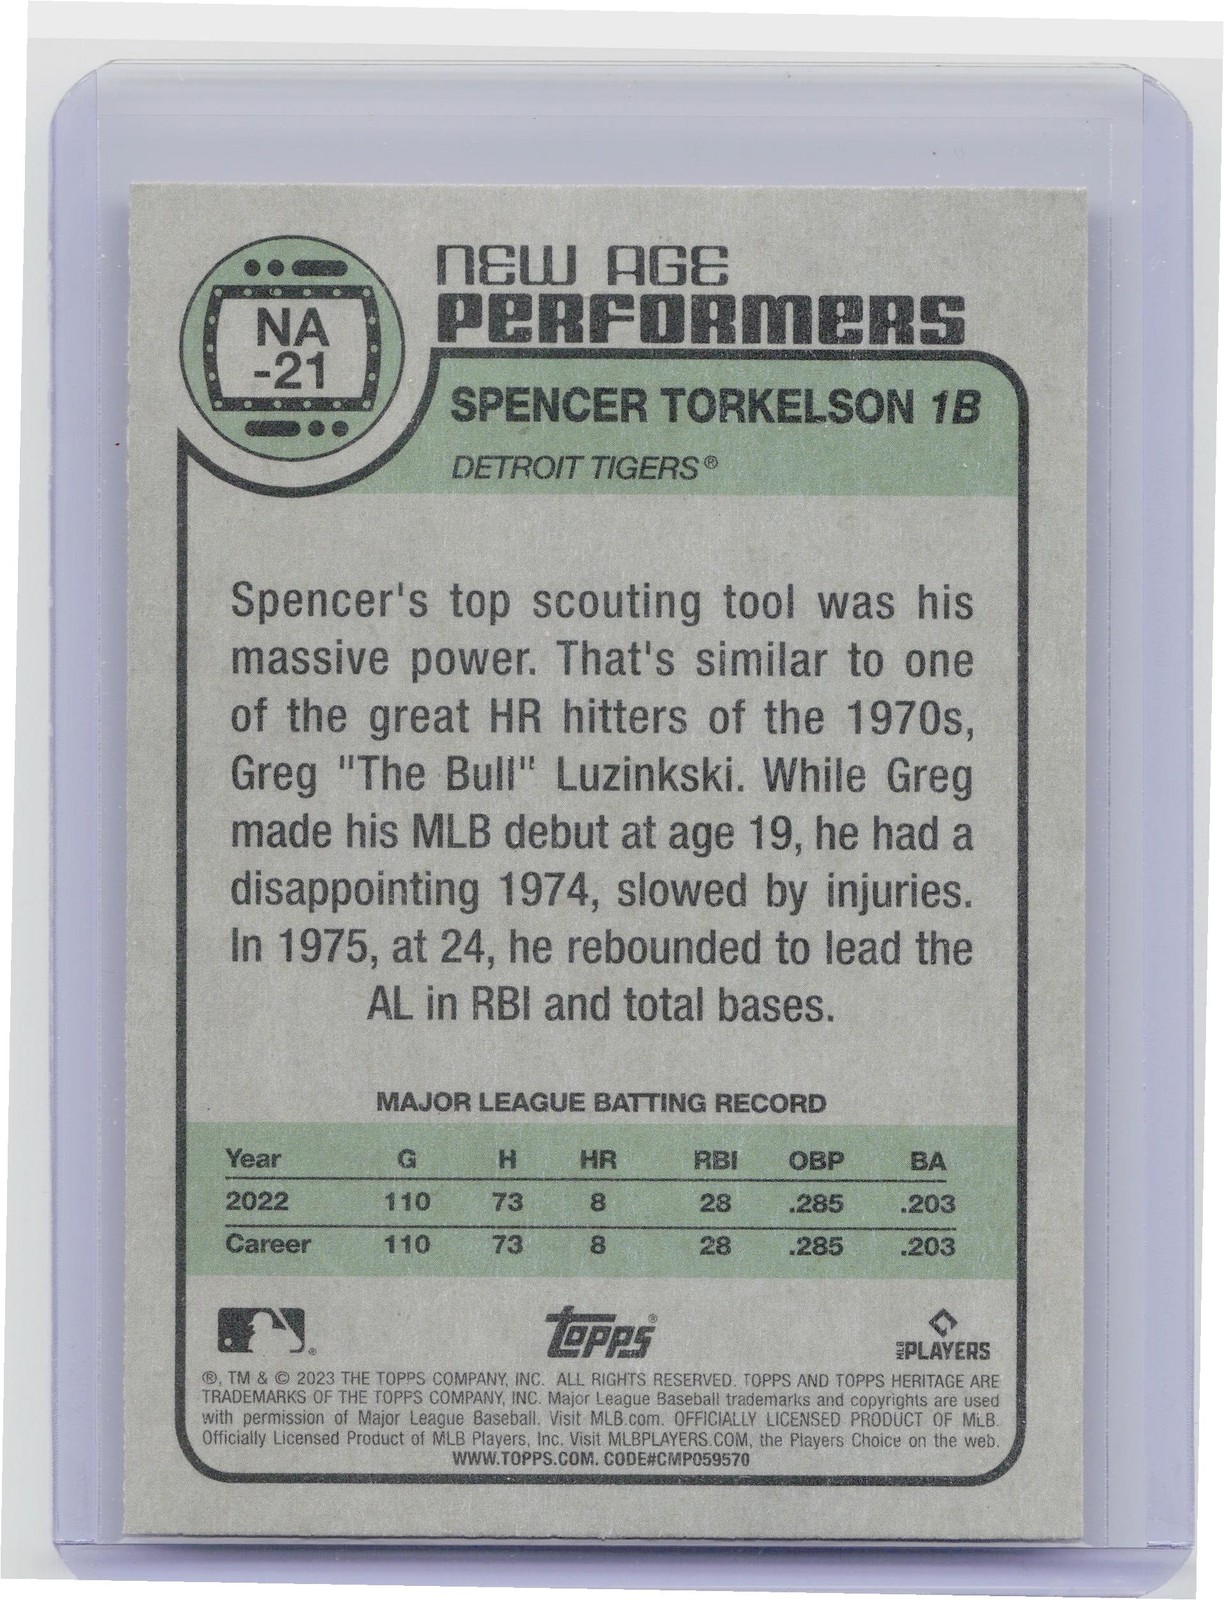 NA
-21
NEW AGE
PERFORMERS
SPENCER TORKELSON 1B
DETROIT TIGERS®
Spencer's top scouting tool was his
massive power. That's similar to one
of the great HR hitters of the 1970s,
Greg "The Bull" Luzinkski. While Greg
made his MLB debut at age 19, he had a
disappointing 1974, slowed by injuries.
In 1975, at 24, he rebounded to lead the
AL in RBI and total bases.
MAJOR LEAGUE BATTING RECORD
Year G H HR RBI OBP BA
2022 110 73 8 28 .285 .203
Career 110 73 8 28 .285 .203
® topps® MLB PLAYERS
®, TM & © 2023 THE TOPPS COMPANY, INC. ALL RIGHTS RESERVED. TOPPS AND TOPPS HERITAGE ARE
TRADEMARKS OF THE TOPPS COMPANY, INC. Major League Baseball trademarks and copyrights are used
with permission of Major League Baseball. Visit MLB.com. OFFICIALLY LICENSED PRODUCT OF MLB.
Officially Licensed Product of MLB Players, Inc. Visit MLBPLAYERS.COM, the Players Choice on the web.
WWW.TOPPS.COM. CODE#CMP059570